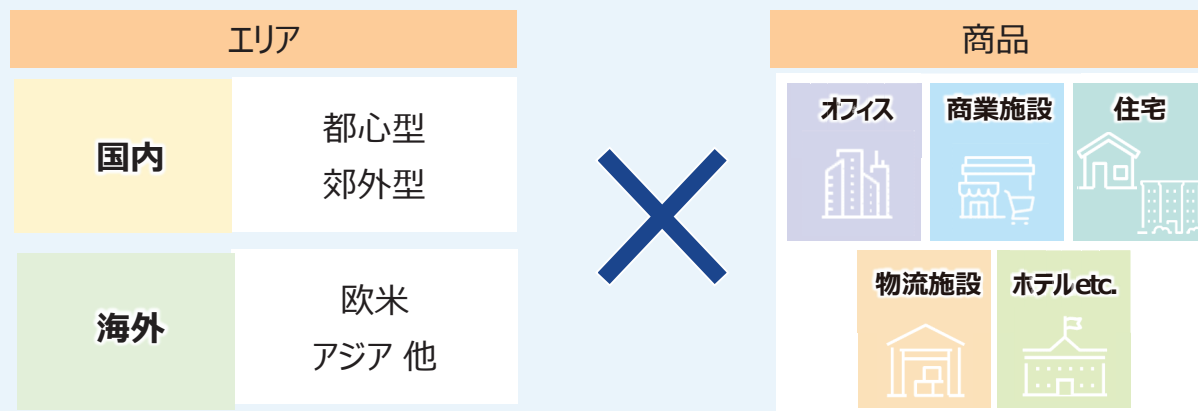 エリア
国内
都心型
郊外型
海外
欧米
アジア 他
商品
オフィス
商業施設
住宅
物流施設
ホテルetc.